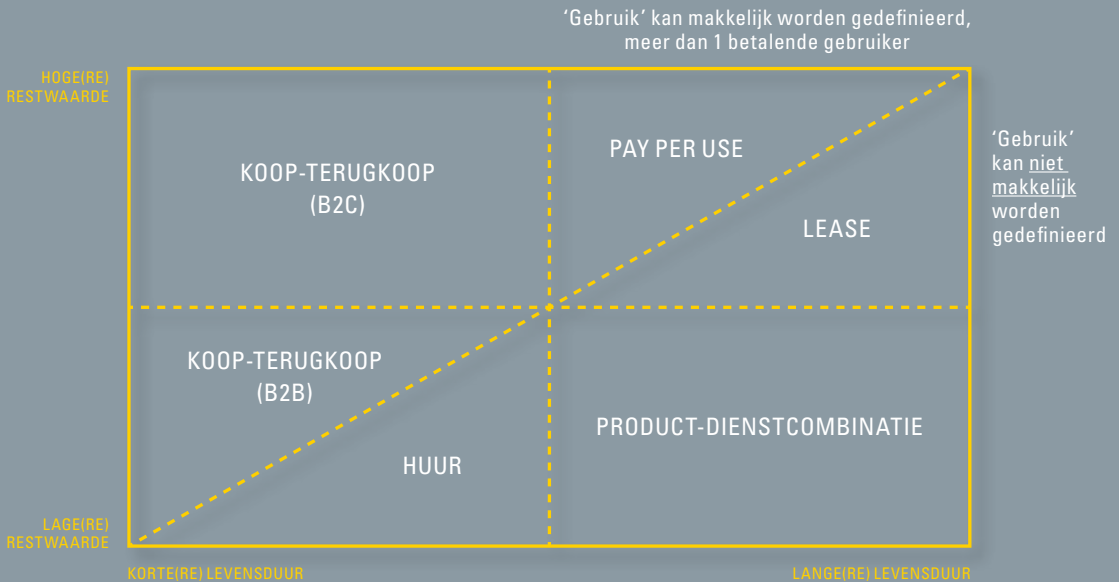 ‘Gebruik’ kan makkelijk worden gedefinieerd,
meer dan 1 betalende gebruiker
HOGE(RE)
RESTWAARDE
PAY PER USE
‘Gebruik’
kan niet
makkelijk
worden
gedefinieerd
KOOP-TERUGKOOP
(B2C)
LEASE
KOOP-TERUGKOOP
(B2B)
PRODUCT-DIENSTCOMBINATIE
HUUR
LAGE(RE)
RESTWAARDE
KORTE(RE) LEVENSDUUR
LANGE(RE) LEVENSDUUR